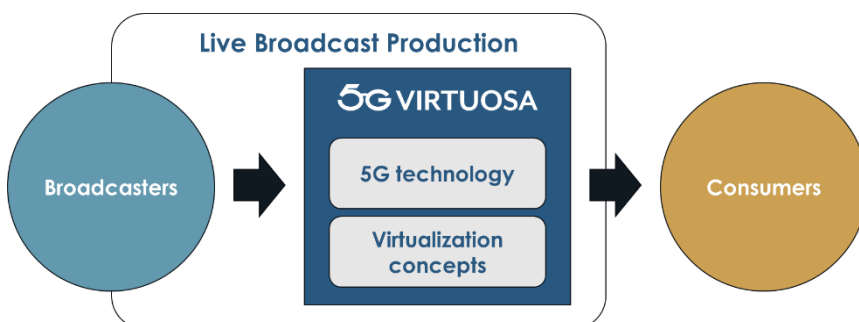 Live Broadcast Production
5G VIRTUOSA
Broadcasters
5G technology
Virtualization
concepts
Consumers